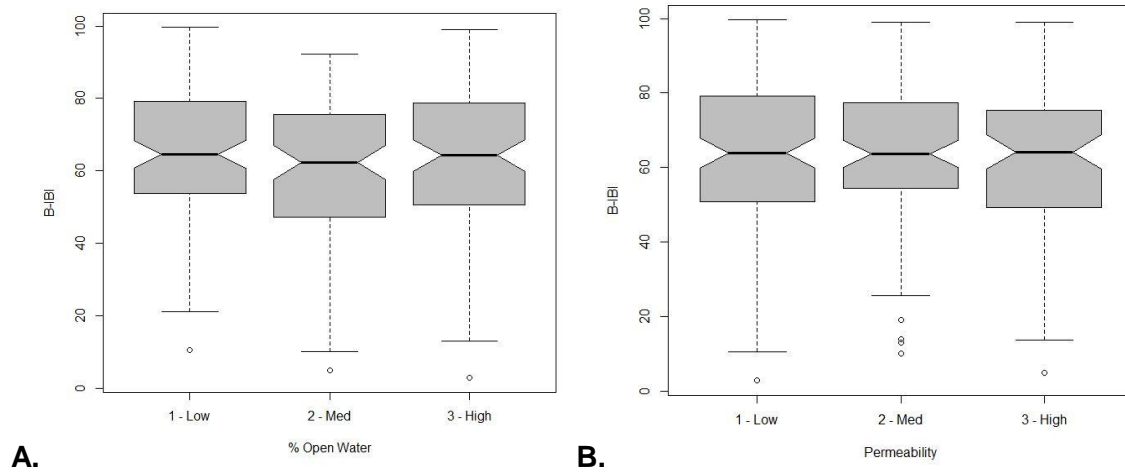 100
80
60
40
20
0
B-IBI
1 - Low
2 - Med
3 - High
% Open Water
A.
100
80
60
40
20
0
B-IBI
1 - Low
2 - Med
3 - High
Permeability
B.